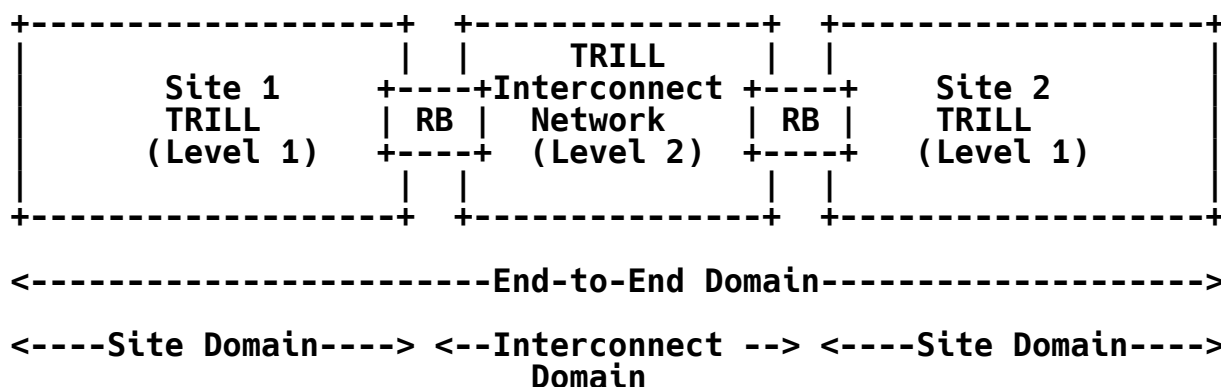 +--------------------+  +---------------+  +--------------------+
|                    |  |     TRILL     |  |                    |
|       Site 1     +----+Interconnect +----+    Site 2          |
|       TRILL      | RB |  Network    | RB |    TRILL           |
|      (Level 1)   +----+  (Level 2)  +----+   (Level 1)        |
|                    |  |               |  |                    |
+--------------------+  +---------------+  +--------------------+
<------------------------End-to-End Domain-------------------->
<----Site Domain----> <--Interconnect --> <----Site Domain---->
Domain